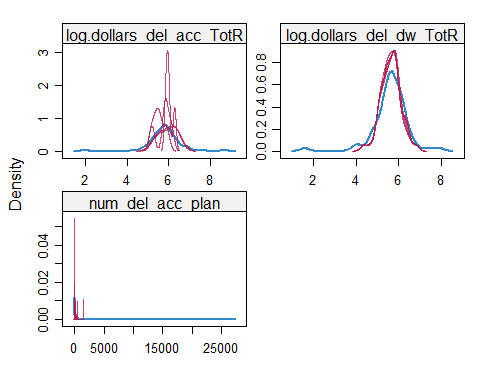 log.dollars_del_acc_TotR
log.dollars_del_dw_TotR
0 1 2 3
2 4 6 8
0.0 0.2 0.4 0.6 0.8
2 4 6 8
Density
num_del_acc_plan
0.00 0.02 0.04
0 5000 15000 25000